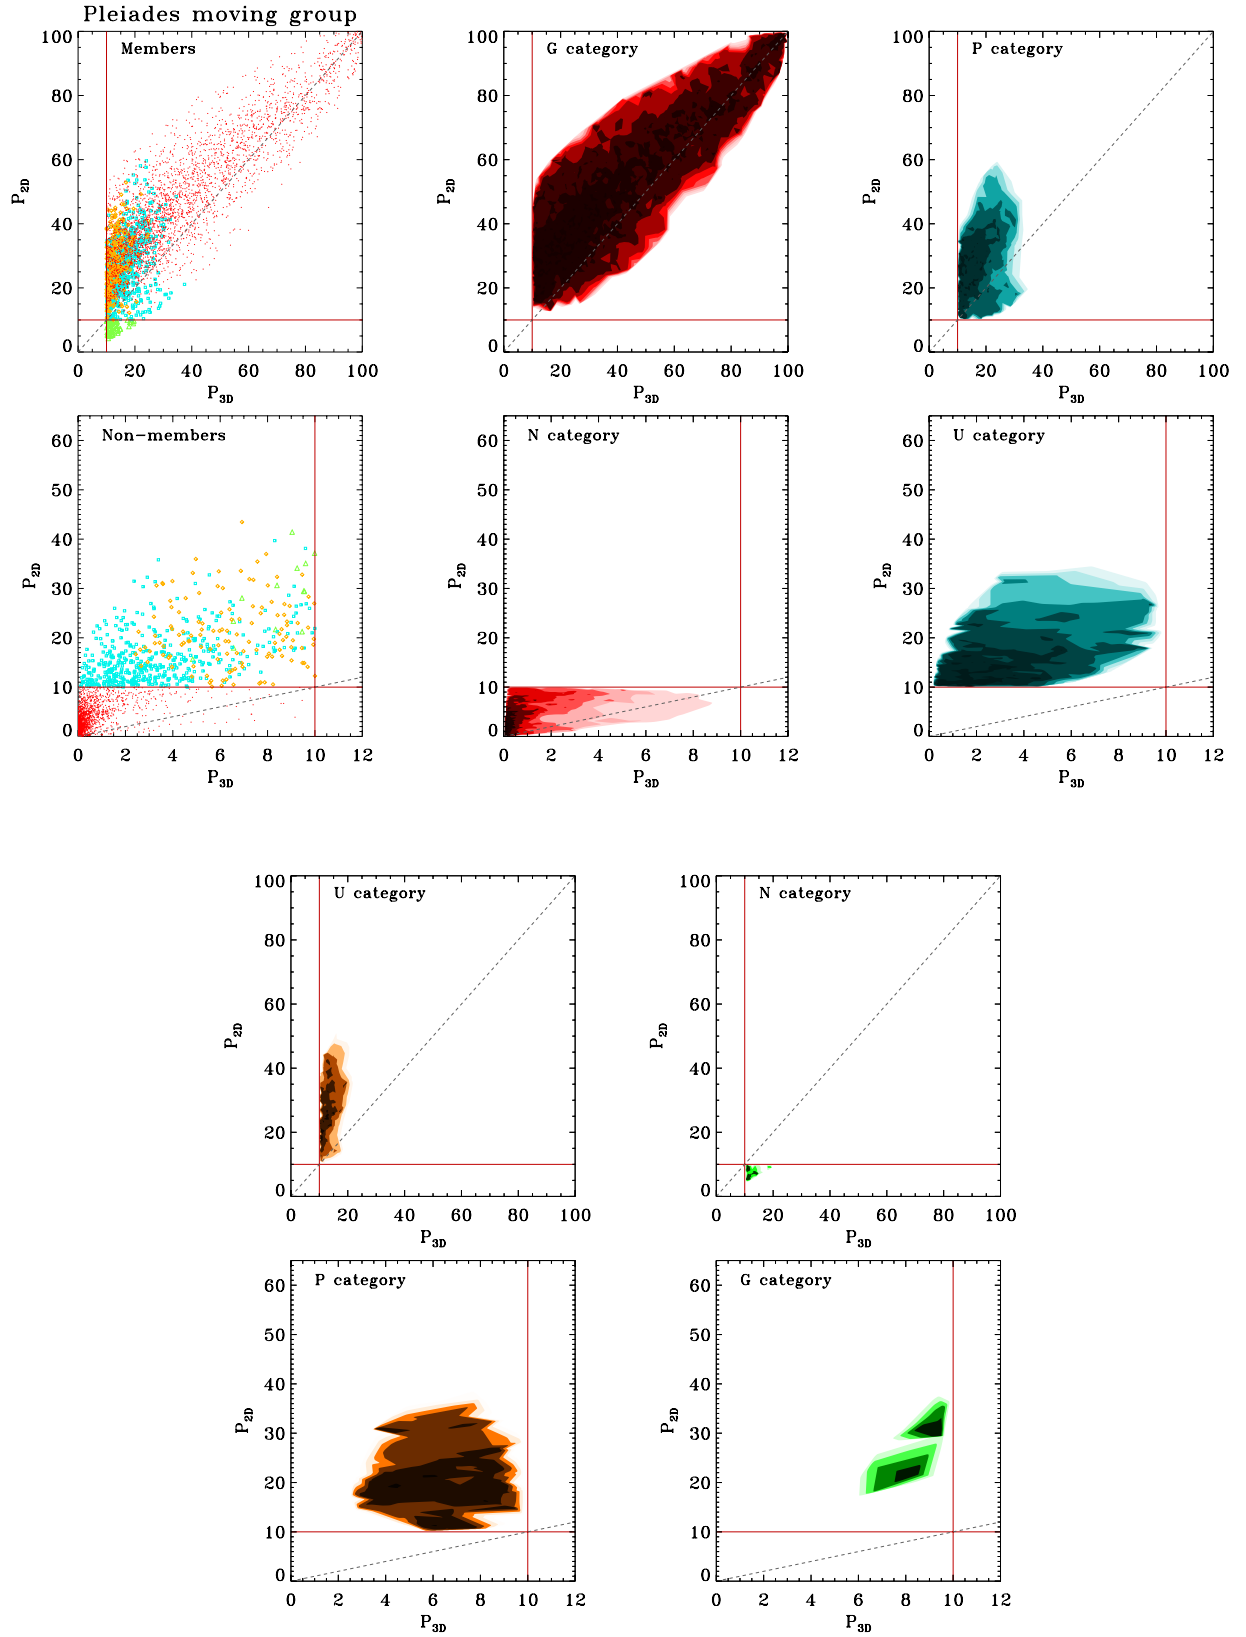 Pleiades moving group
Members
G category
P category
100 80 60 40 20 0
P2D
0 20 40 60 80 100
P3D
100 80 60 40 20 0
P2D
0 20 40 60 80 100
P3D
100 80 60 40 20 0
P2D
0 20 40 60 80 100
P3D
Non-members
N category
U category
60 50 40 30 20 10 0
P2D
0 2 4 6 8 10 12
P3D
60 50 40 30 20 10 0
P2D
0 2 4 6 8 10 12
P3D
60 50 40 30 20 10 0
P2D
0 2 4 6 8 10 12
P3D
U category
N category
100 80 60 40 20 0
P2D
0 20 40 60 80 100
P3D
100 80 60 40 20 0
P2D
0 20 40 60 80 100
P3D
P category
G category
60 50 40 30 20 10 0
P2D
0 2 4 6 8 10 12
P3D
60 50 40 30 20 10 0
P2D
0 2 4 6 8 10 12
P3D